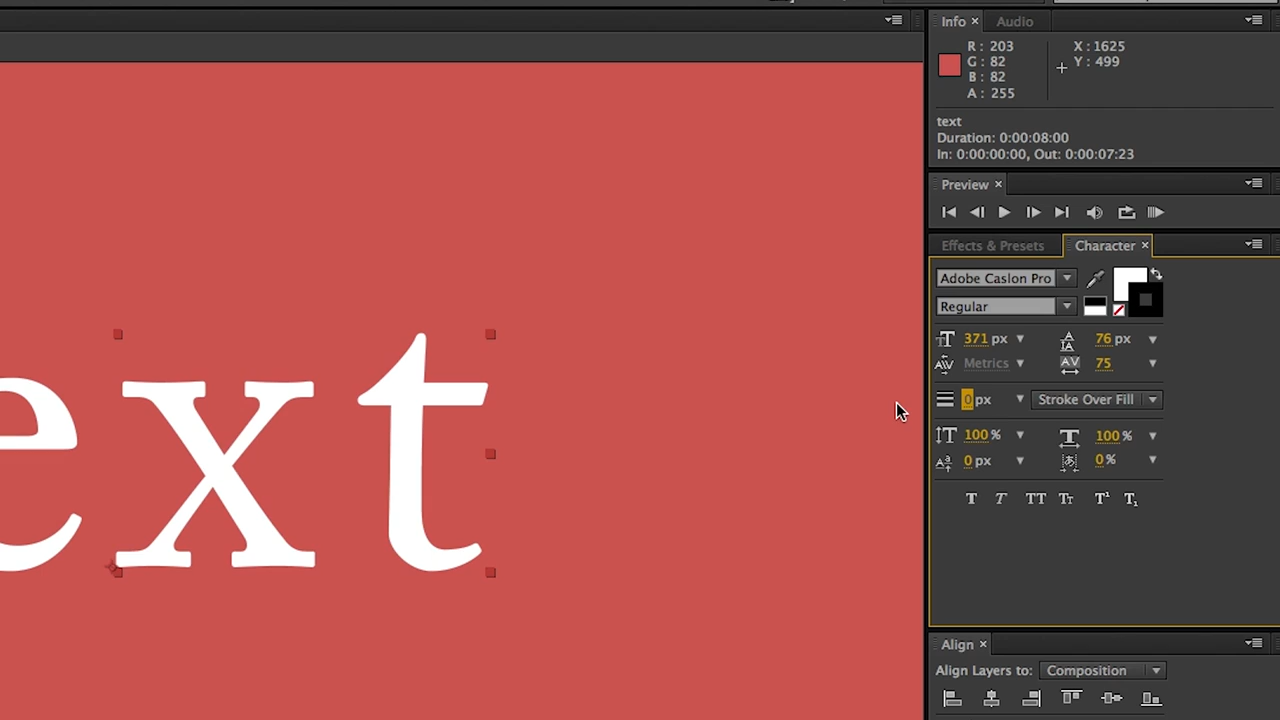 Info × Audio
R : 203
G : 82
B : 82
A : 255
X : 1625
Y : 499
text
Duration: 0:00:08:00
In: 0:00:00:00, Out: 0:00:07:23
Preview ×
Effects & Presets Character ×
Adobe Caslon Pro
Regular
371 px 76 px
Metrics 75
0 px Stroke Over Fill
100 % 100 %
0 px 0 %
T T TT Tt T¹ T₁
ext
Align ×
Align Layers to: Composition